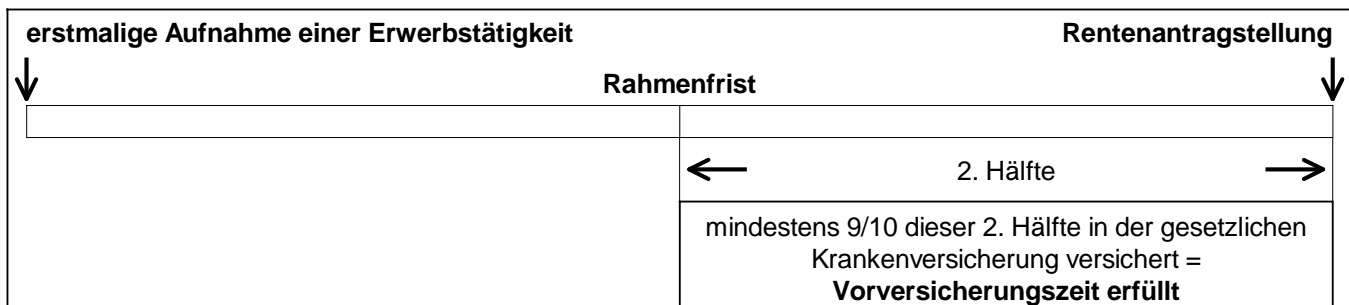 erstmalige Aufnahme einer Erwerbstätigkeit
Rentenantragstellung
Rahmenfrist
2. Hälfte
mindestens 9/10 dieser 2. Hälfte in der gesetzlichen
Krankenversicherung versichert =
Vorversicherungszeit erfüllt